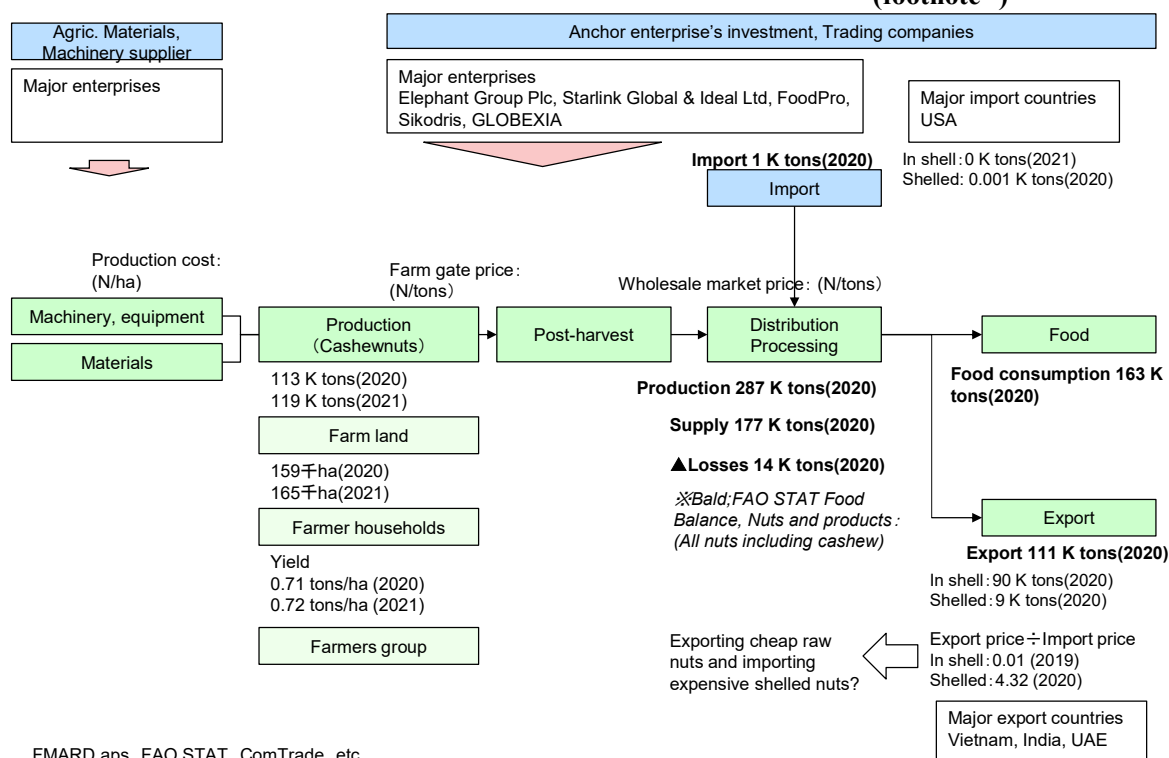 (footnote )
Agric. Materials,
Machinery supplier
Anchor enterprise’s investment, Trading companies
Major enterprises
Major enterprises
Elephant Group Plc, Starlink Global & Ideal Ltd, FoodPro,
Sikodris, GLOBEXIA
Major import countries
USA
Import 1 K tons(2020)
In shell:0 K tons(2021)
Shelled: 0.001 K tons(2020)
Import
Production cost:
(N/ha)
Farm gate price:
(N/tons)
Wholesale market price: (N/tons)
Machinery, equipment
Materials
Production
(Cashewnuts)
Post-harvest
Distribution
Processing
Food
113 K tons(2020)
119 K tons(2021)
Production 287 K tons(2020)
Food consumption 163 K
tons(2020)
Supply 177 K tons(2020)
Farm land
▲Losses 14 K tons(2020)
159千ha(2020)
165千ha(2021)
※Bald;FAO STAT Food
Balance, Nuts and products:
(All nuts including cashew)
Farmer households
Export
Yield
0.71 tons/ha (2020)
0.72 tons/ha (2021)
Export 111 K tons(2020)
In shell:90 K tons(2020)
Shelled:9 K tons(2020)
Farmers group
Exporting cheap raw
nuts and importing
expensive shelled nuts?
Export price÷Import price
In shell:0.01 (2019)
Shelled:4.32 (2020)
Major export countries
Vietnam, India, UAE
FMARD aps, FAO STAT, ComTrade, etc